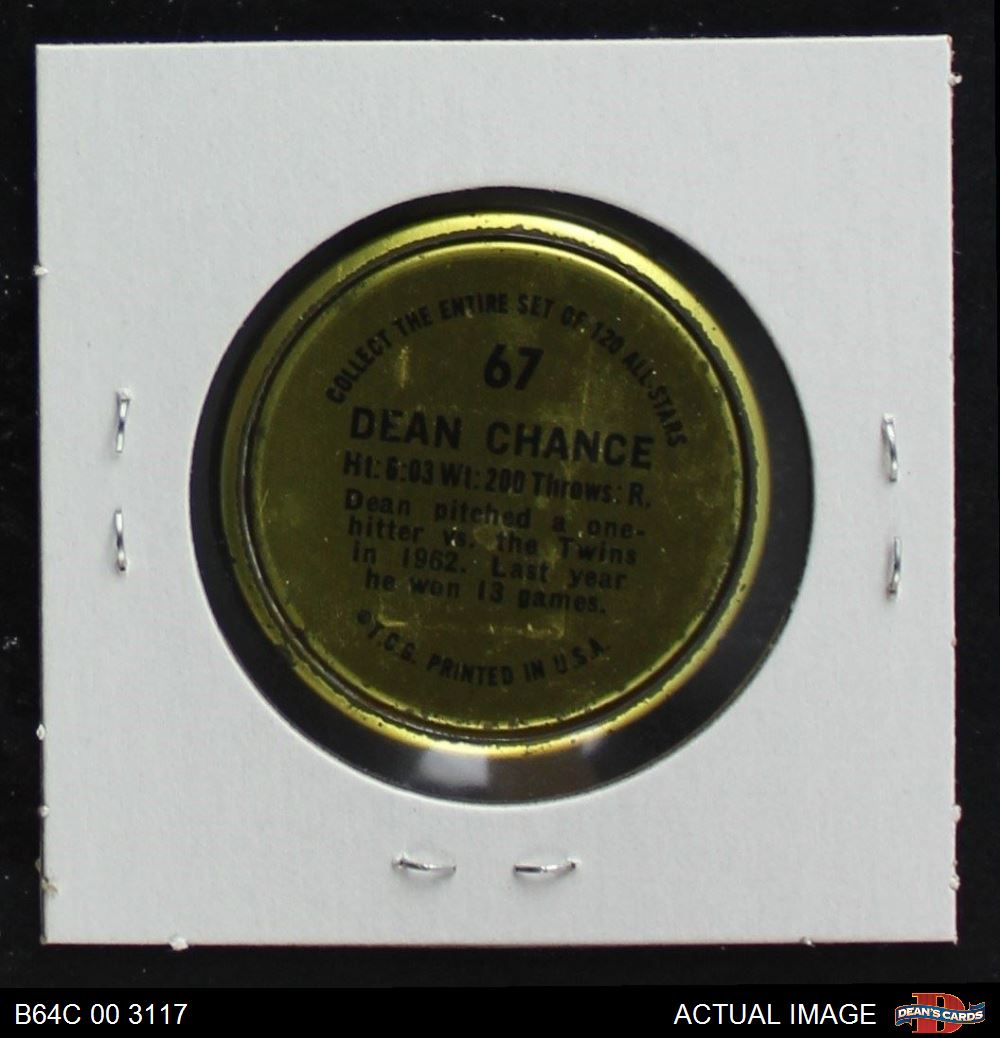 COLLECT THE ENTIRE SET OF 120 ALL-STARS
67
DEAN CHANCE
Ht: 6:03 Wt: 200 Throws: R.
Dean pitched a one-
hitter vs. the Twins
in 1962. Last year
he won 13 games.
©T.C.G. PRINTED IN U.S.A.
B64C 00 3117
ACTUAL IMAGE
D
DEAN'S CARDS